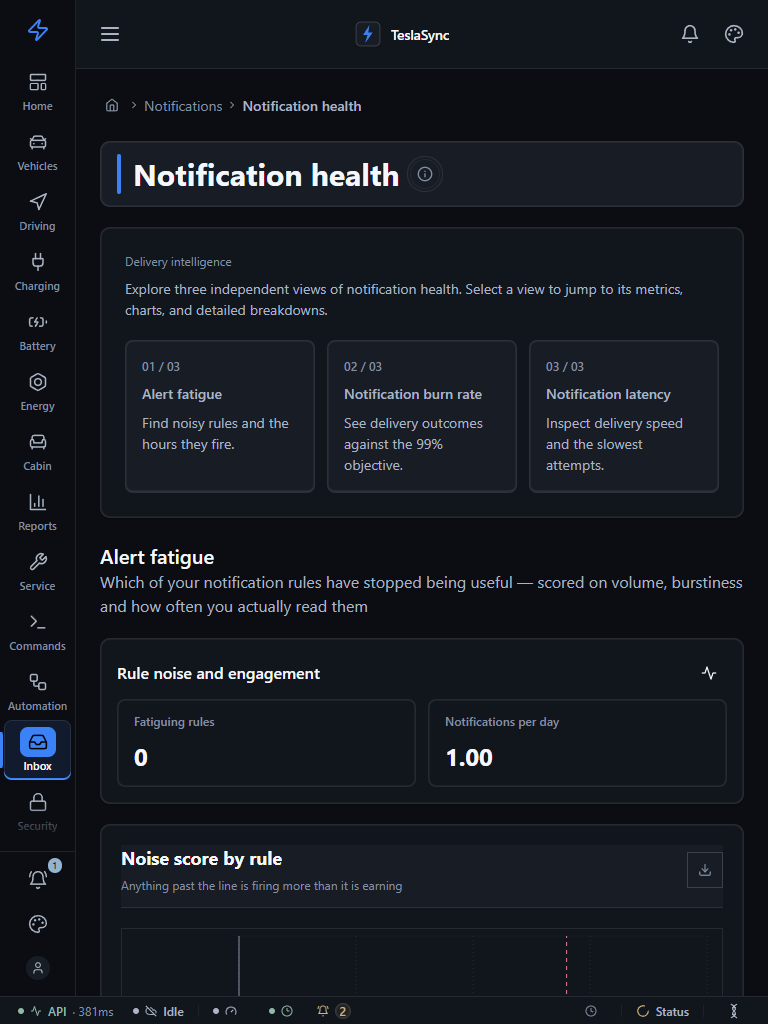 TeslaSync
Home
Vehicles
Driving
Charging
Battery
Energy
Cabin
Reports
Service
Commands
Automation
Inbox
Security
1
Notifications
Notification health
Notification health
Delivery intelligence
Explore three independent views of notification health. Select a view to jump to its metrics,
charts, and detailed breakdowns.
01 / 03
Alert fatigue
Find noisy rules and the
hours they fire.
02 / 03
Notification burn rate
See delivery outcomes
against the 99%
objective.
03 / 03
Notification latency
Inspect delivery speed
and the slowest
attempts.
Alert fatigue
Which of your notification rules have stopped being useful — scored on volume, burstiness
and how often you actually read them
Rule noise and engagement
Fatiguing rules
0
Notifications per day
1.00
Noise score by rule
Anything past the line is firing more than it is earning
API · 381ms
Idle
2
Status